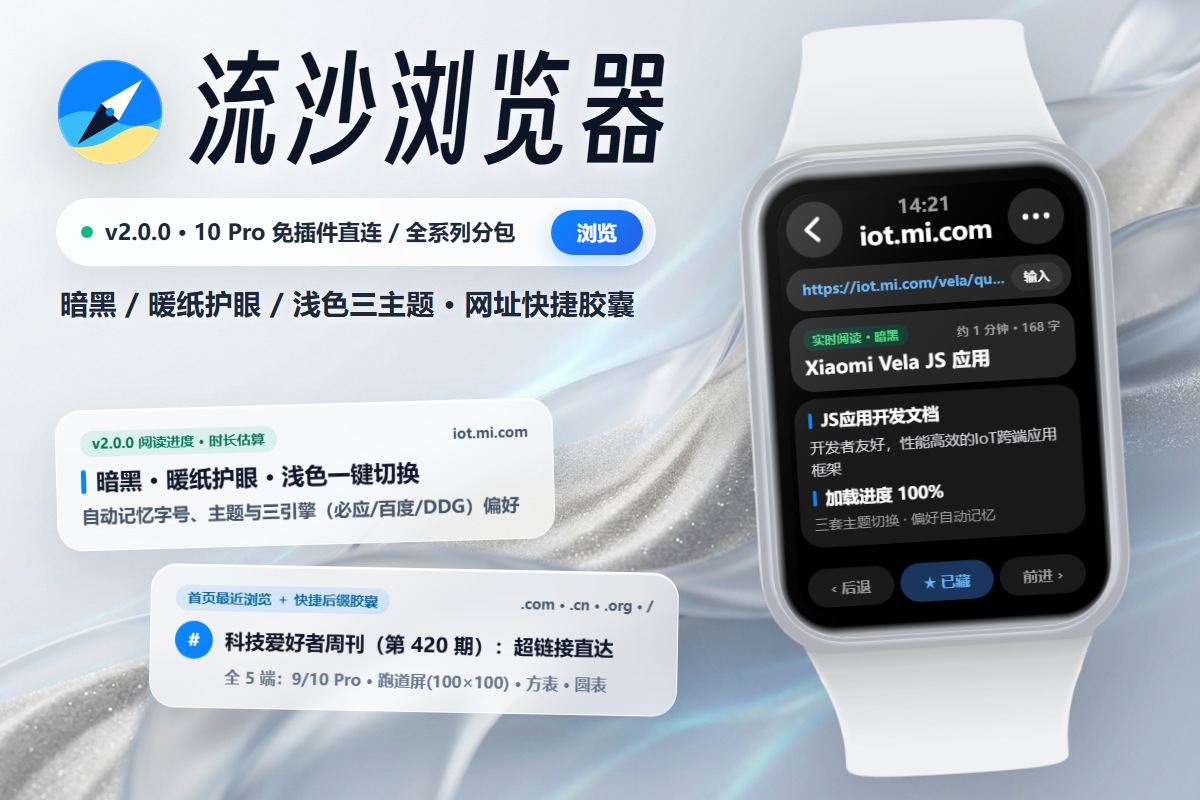 流沙浏览器
v2.0.0 • 10 Pro 免插件直连 / 全系列分包
浏览
暗黑 / 暖纸护眼 / 浅色三主题 • 网址快捷胶囊
v2.0.0 阅读进度 • 时长估算
iot.mi.com
暗黑 • 暖纸护眼 • 浅色一键切换
自动记忆字号、主题与三引擎（必应/百度/DDG）偏好
首页最近浏览 + 快捷后缀胶囊
.com • .cn • .org • /
#
科技爱好者周刊（第 420 期）：超链接直达
全 5 端：9/10 Pro • 跑道屏(100×100) • 方表 • 圆表
14:21
iot.mi.com
https://iot.mi.com/vela/qu...
输入
实时阅读 • 暗黑
约 1 分钟 • 168 字
Xiaomi Vela JS 应用
JS应用开发文档
开发者友好，性能高效的IoT跨端应用
框架
加载进度 100%
三套主题切换 · 偏好自动记忆
‹ 后退
★ 已藏
前进 ›